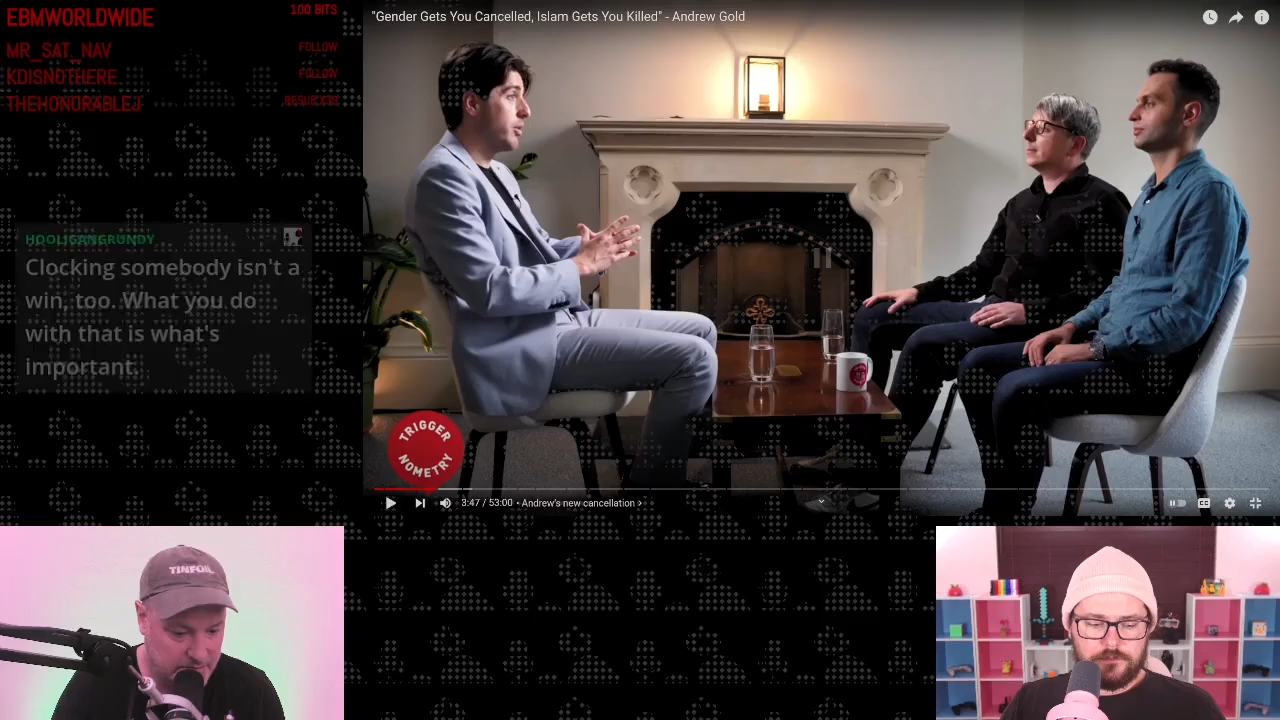 EBMWORLDWIDE
100 BITS
MR_SAT_NAV
FOLLOW
KDISNOTHERE
FOLLOW
THEHONORABLEJ
HOOLIGANGRUNDY
Clocking somebody isn't a
win, too. What you do
with that is what's
important.
"Gender Gets You Cancelled, Islam Gets You Killed" - Andrew Gold
TRIGGER
NOMETRY
3:47 / 53:00 • Andrew's new cancellation ›
CC
TINFOIL